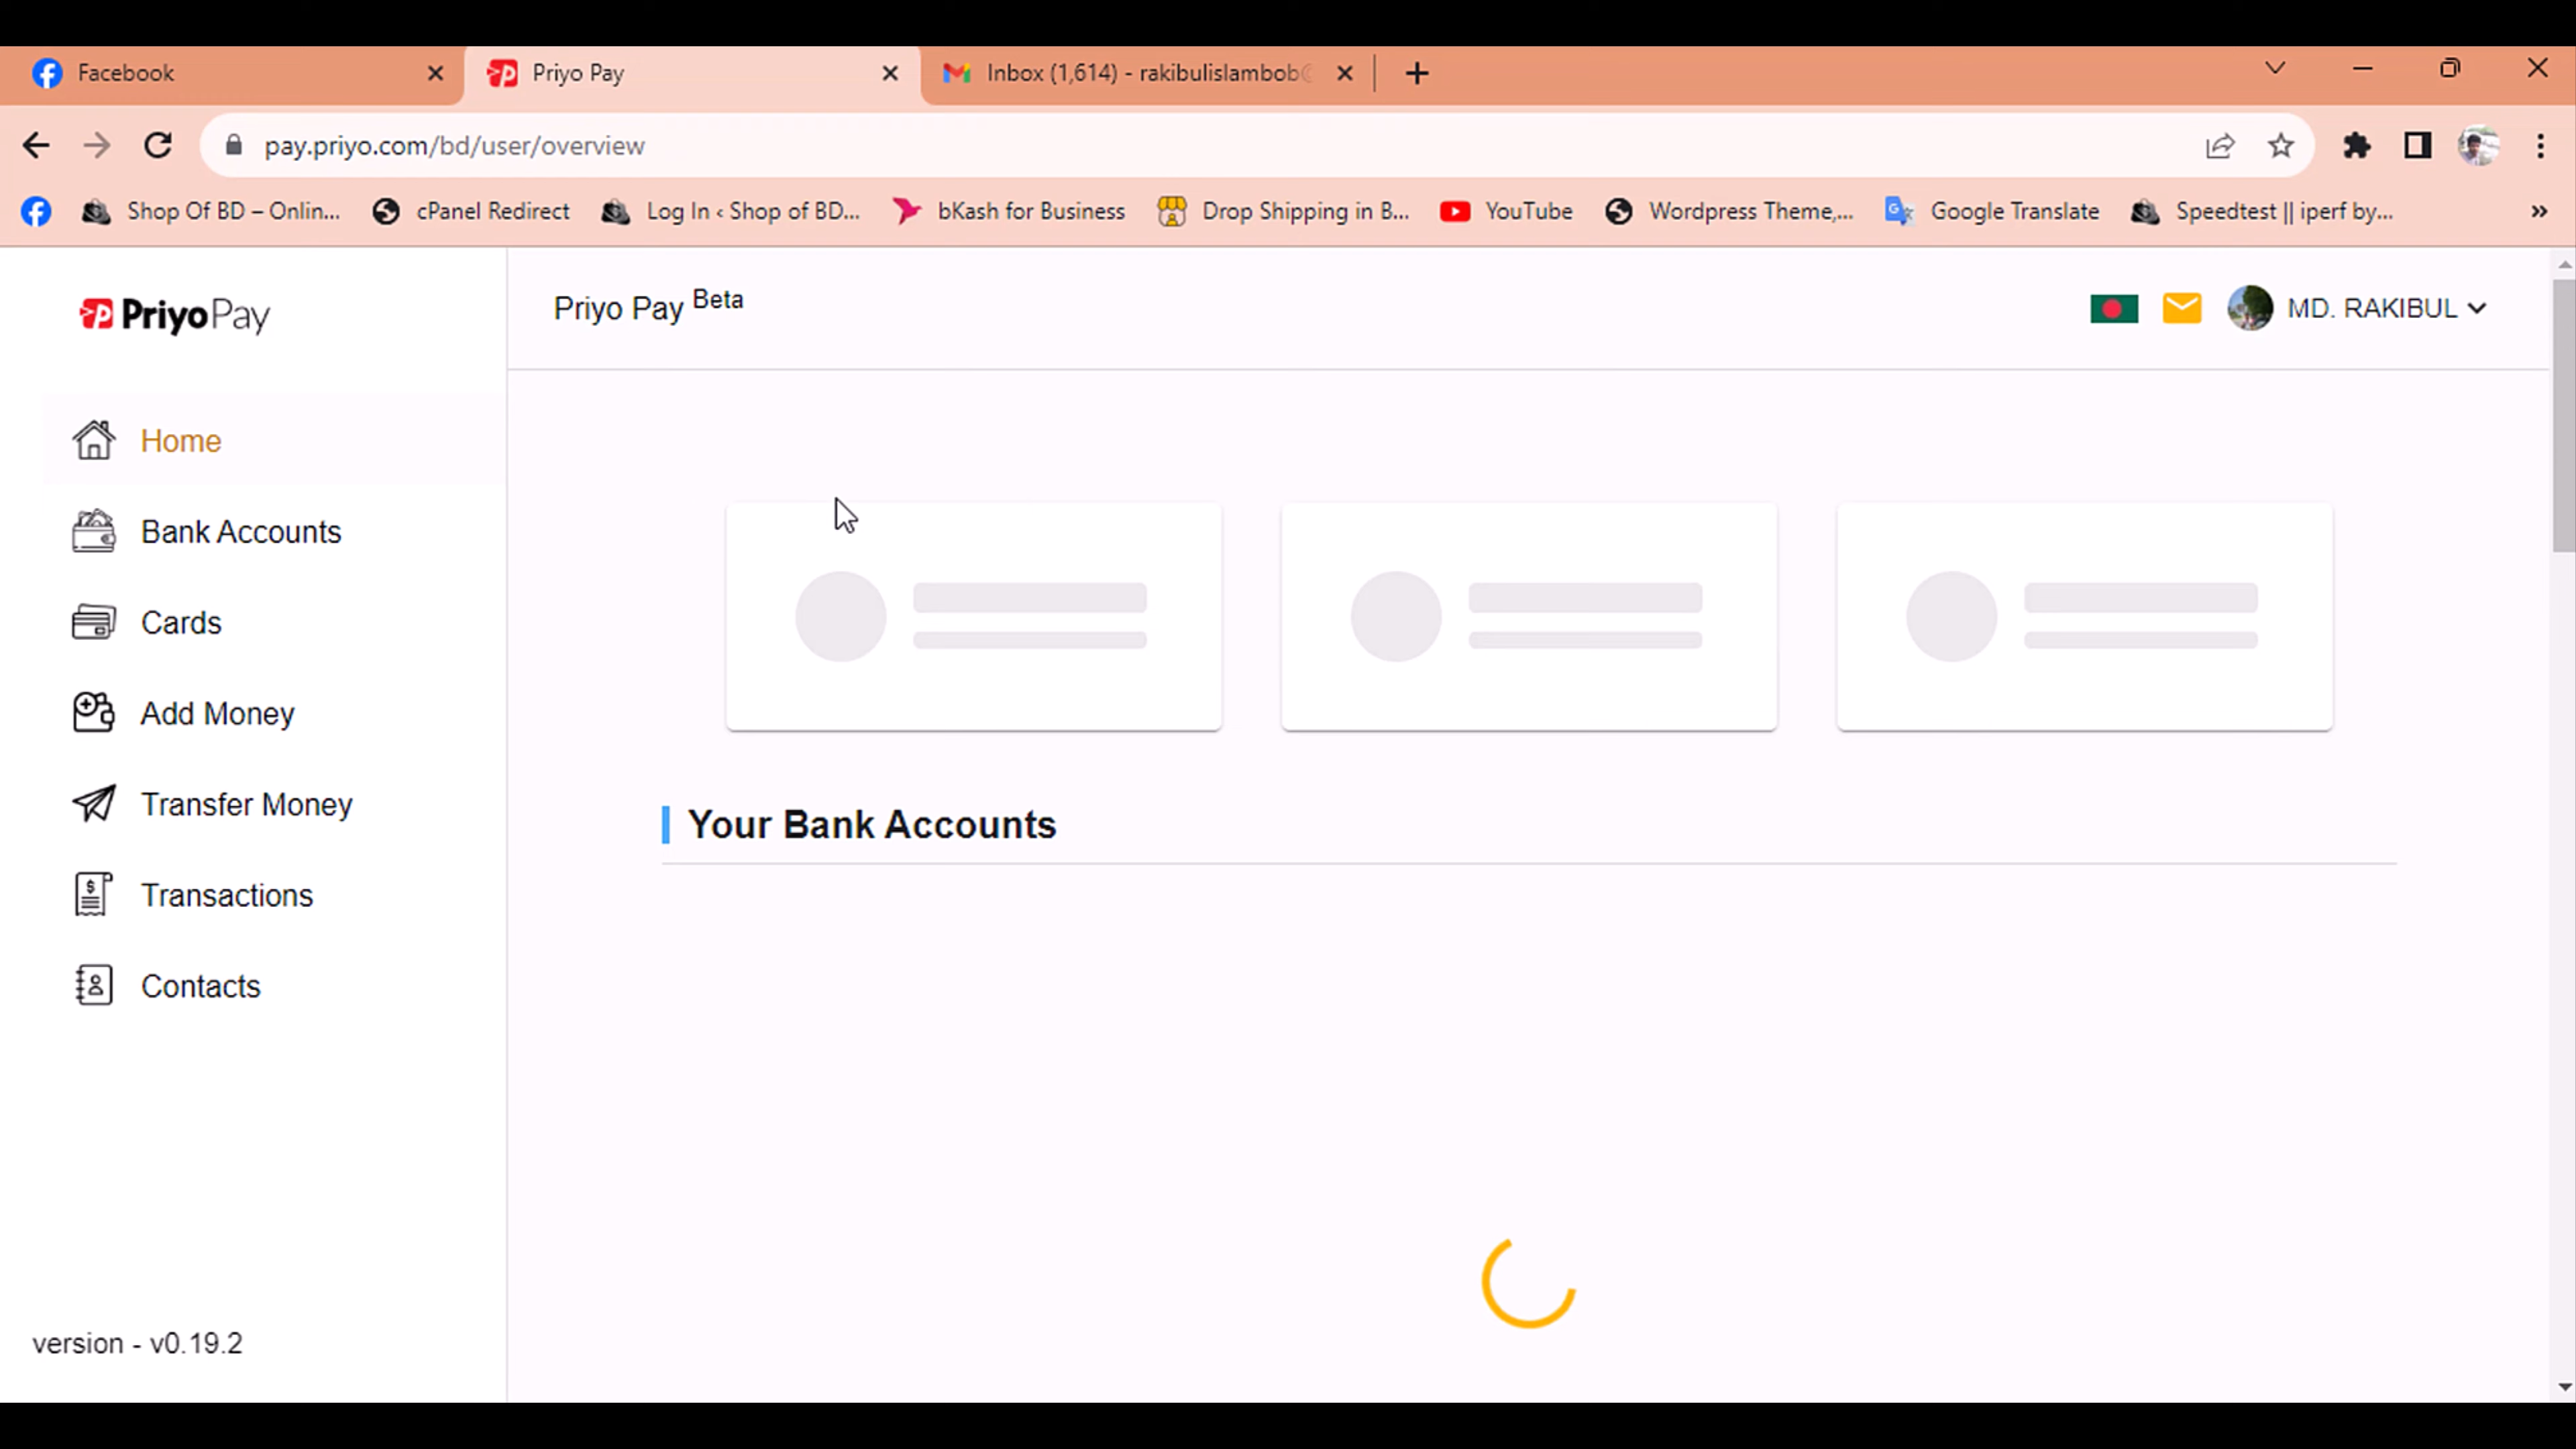 Facebook
Priyo Pay
Inbox (1,614) - rakibulislambob@
pay.priyo.com/bd/user/overview
Shop Of BD – Onlin...
cPanel Redirect
Log In ‹ Shop of BD...
bKash for Business
Drop Shipping in B...
YouTube
Wordpress Theme,...
Google Translate
Speedtest || iperf by...
PriyoPay
Priyo Pay Beta
MD. RAKIBUL
Home
Bank Accounts
Cards
Add Money
Transfer Money
Transactions
Contacts
Your Bank Accounts
version - v0.19.2